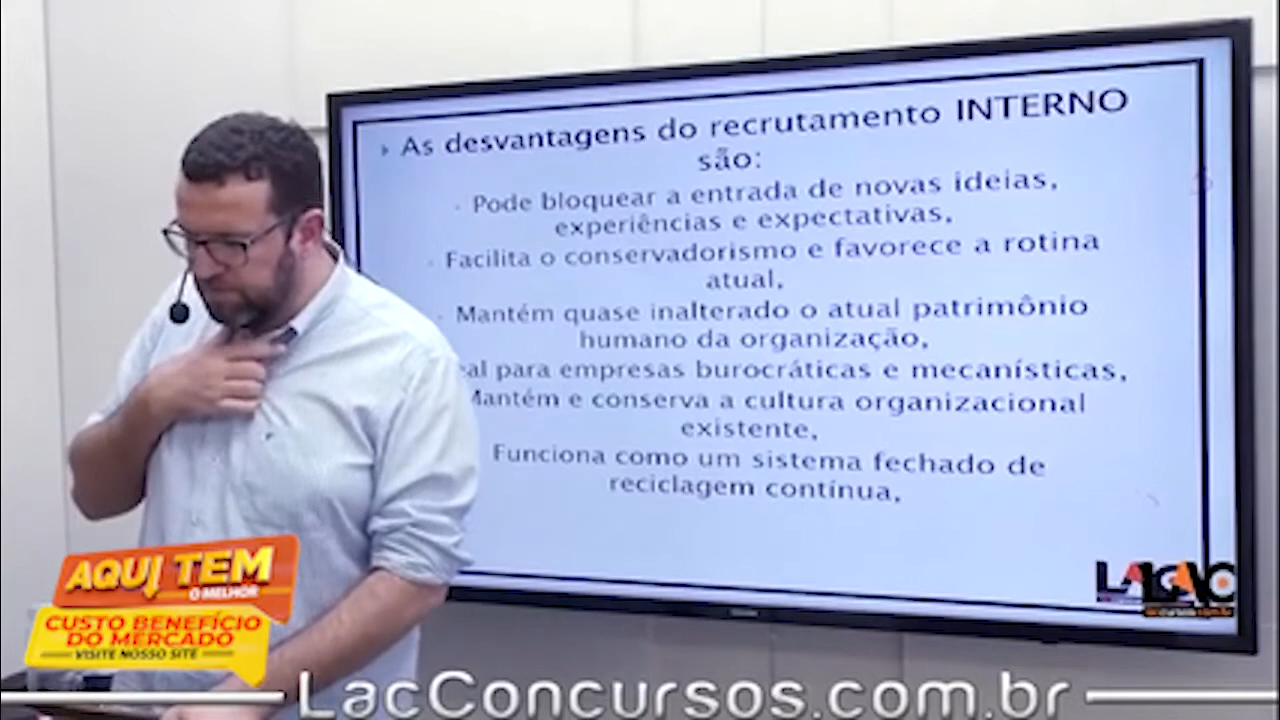 As desvantagens do recrutamento INTERNO
são:
Pode bloquear a entrada de novas ideias,
experiências e expectativas,
Facilita o conservadorismo e favorece a rotina
atual,
Mantém quase inalterado o atual patrimônio
humano da organização,
eal para empresas burocráticas e mecanísticas,
Mantém e conserva a cultura organizacional
existente,
Funciona como um sistema fechado de
reciclagem contínua,
AQUI TEM
O MELHOR
CUSTO BENEFÍCIO
DO MERCADO
VISITE NOSSO SITE
LacConcursos.com.br